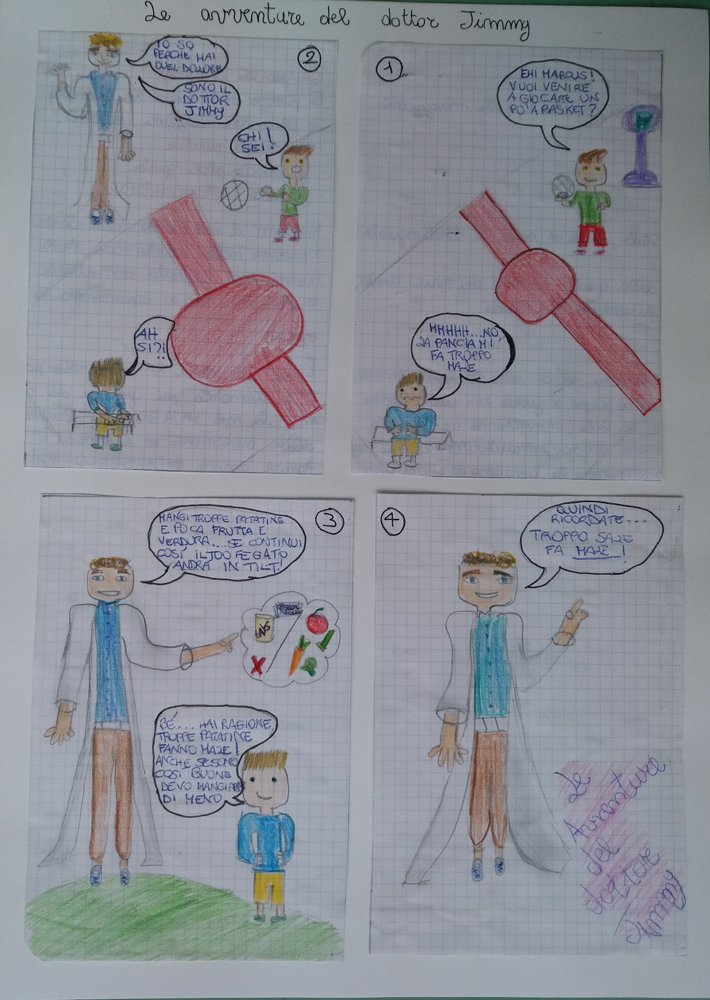 Le avventure del dottor Jimmy
1
EHI MARCUS!
VUOI VENIRE
A GIOCARE UN
PO' A BASKET?
HHHHH...NO
LA PANCIA MI
FA TROPPO
MALE
2
IO SO
PERCHÈ HAI
QUEL DOLORE
SONO IL
DOTTOR
JIMMY
CHI
SEI!
AH
SI?!
3
MANGI TROPPE PATATINE
E POCA FRUTTA E
VERDURA....SE CONTINUI
COSÌ IL TUO FEGATO
ANDRÀ IN TILT!
BÉ.... HAI RAGIONE
TROPPE PATATINE
FANNO MALE!
ANCHE SE SONO
COSÌ BUONE
DEVO MANGIARE
DI MENO
4
QUINDI
RICORDATE...
TROPPO SALE
FA MALE!
Le
Avventure
del
dottore
Jimmy